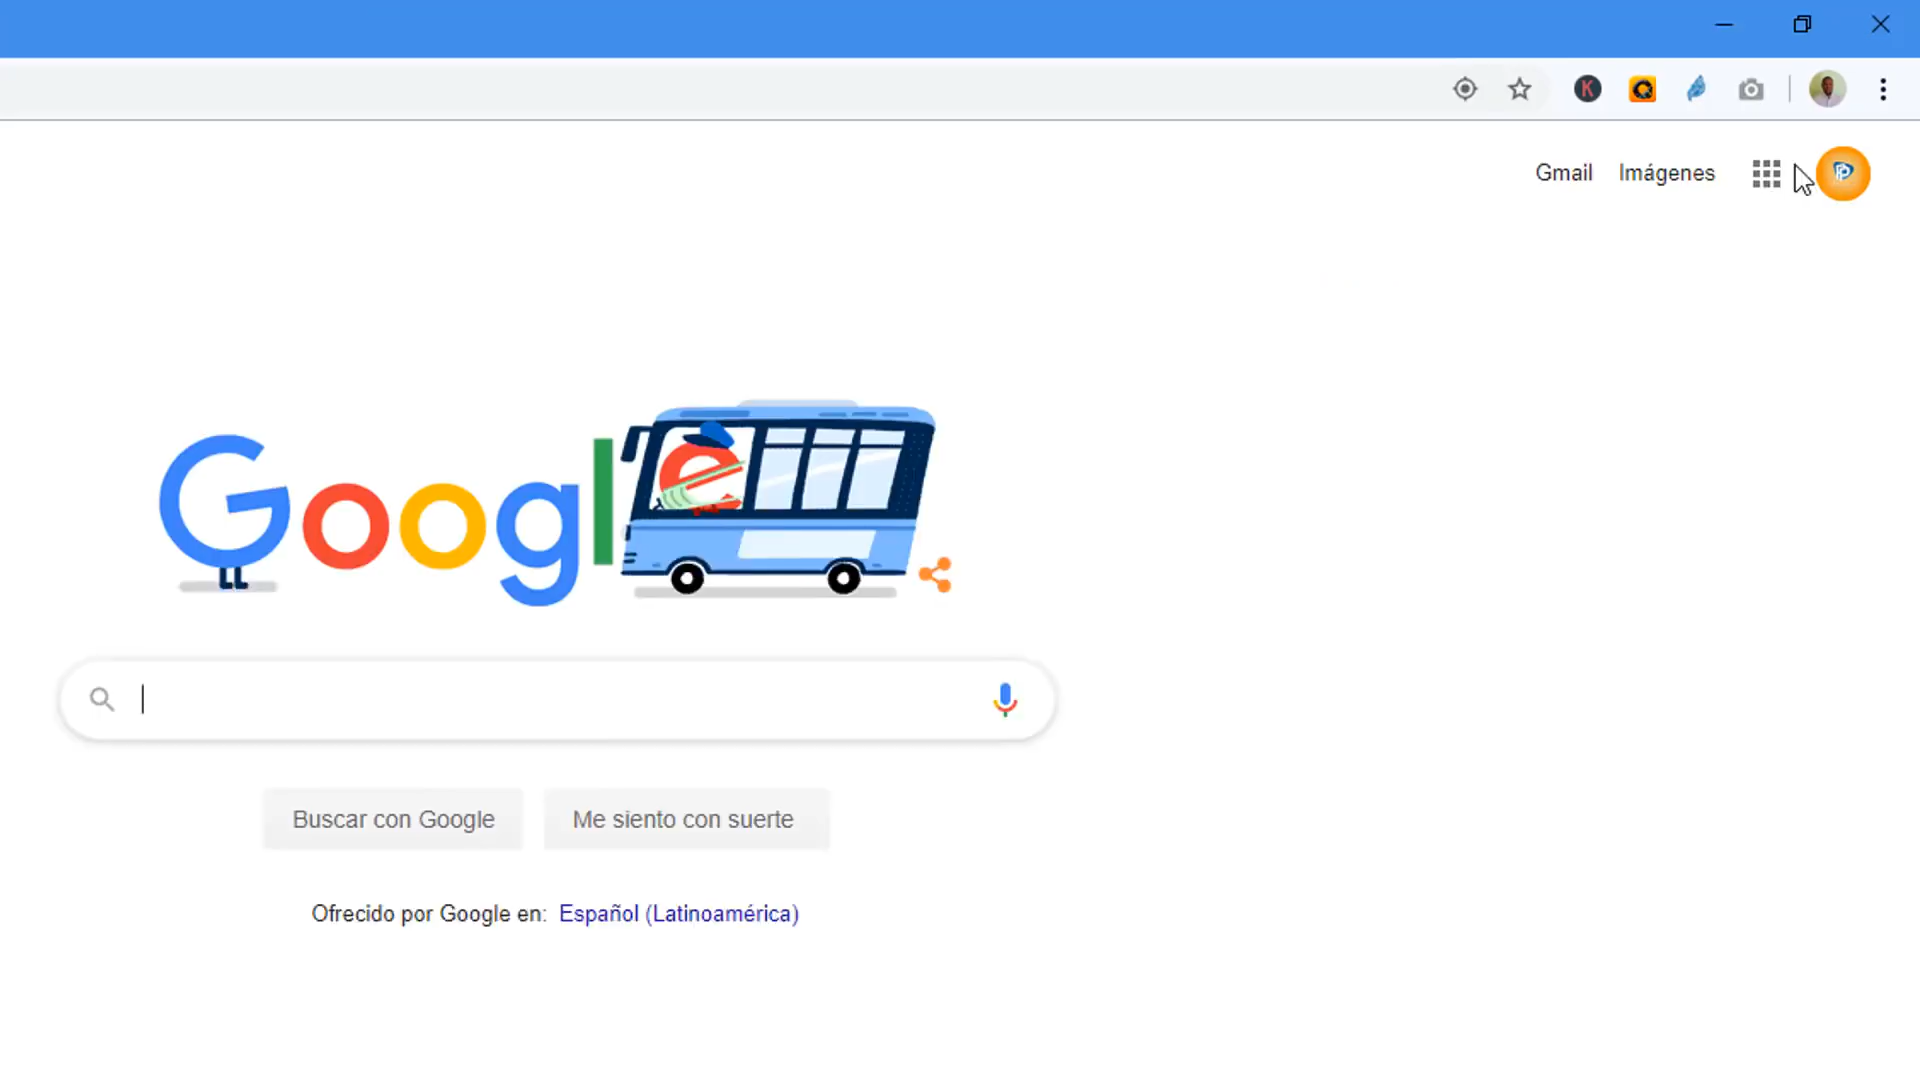 Gmail Imágenes
Google
Buscar con Google Me siento con suerte
Ofrecido por Google en: Español (Latinoamérica)